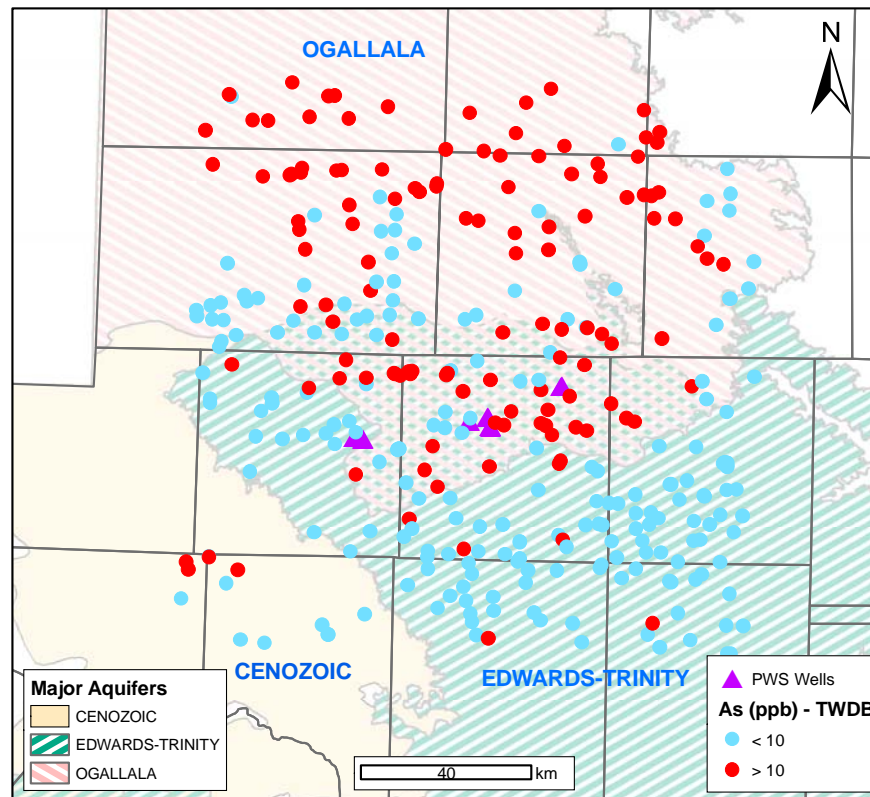 OGALLALA
N
CENOZOIC
EDWARDS-TRINITY
Major Aquifers
CENOZOIC
EDWARDS-TRINITY
OGALLALA
40
km
PWS Wells
As (ppb) - TWDB
< 10
> 10